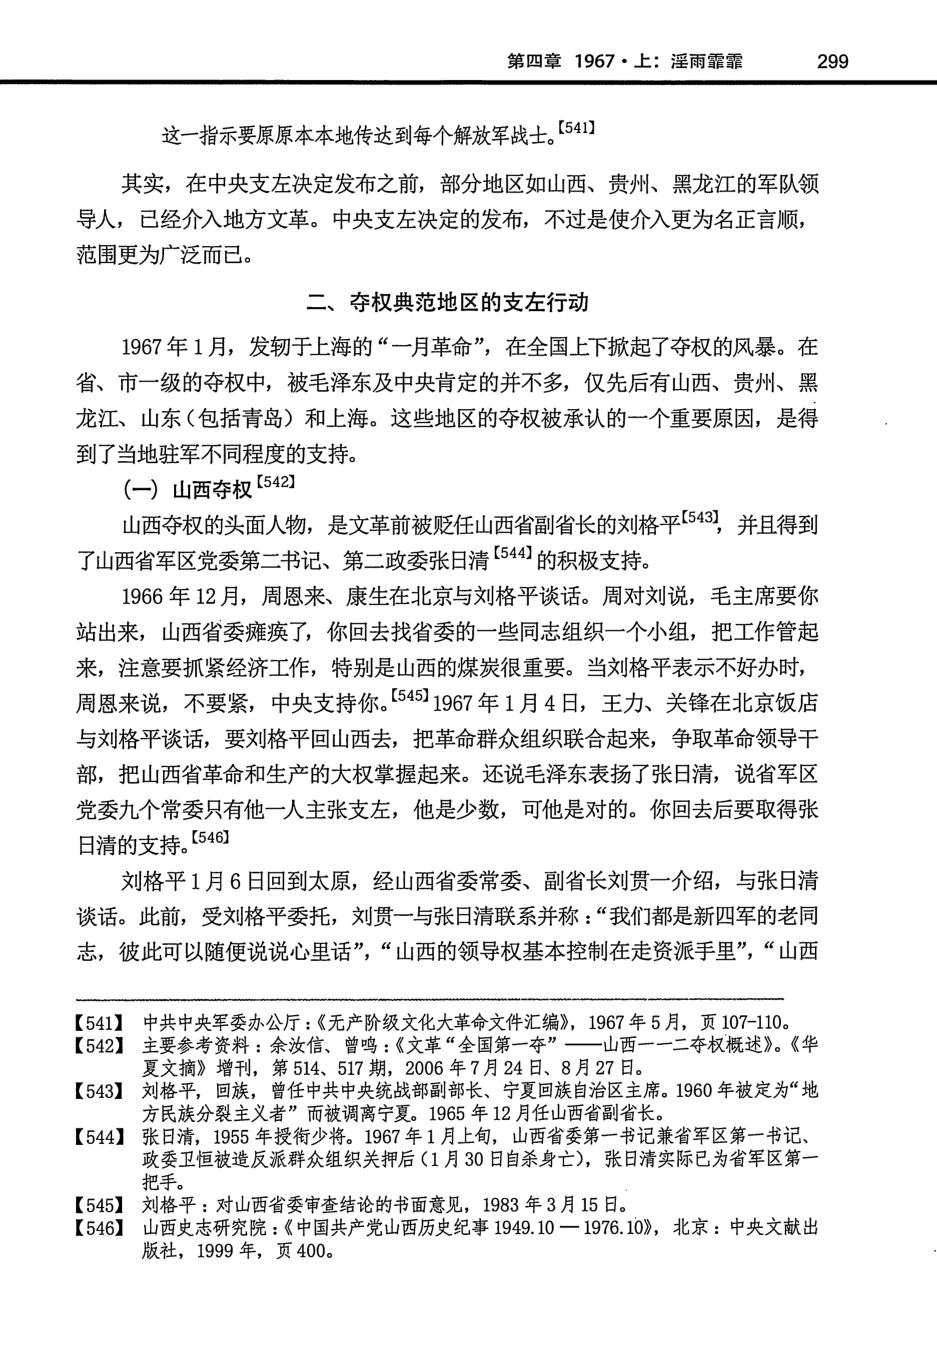 第四章 1967·上：淫雨霏霏 299
这一指示要原原本本地传达到每个解放军战士。【541】
其实，在中央支左决定发布之前，部分地区如山西、贵州、黑龙江的军队领
导人，已经介入地方文革。中央支左决定的发布，不过是使介入更为名正言顺，
范围更为广泛而已。
二、夺权典范地区的支左行动
1967年1月，发轫于上海的“一月革命”，在全国上下掀起了夺权的风暴。在
省、市一级的夺权中，被毛泽东及中央肯定的并不多，仅先后有山西、贵州、黑
龙江、山东（包括青岛）和上海。这些地区的夺权被承认的一个重要原因，是得
到了当地驻军不同程度的支持。
（一）山西夺权【542】
山西夺权的头面人物，是文革前被贬任山西省副省长的刘格平【543】，并且得到
了山西省军区党委第二书记、第二政委张日清【544】的积极支持。
1966年12月，周恩来、康生在北京与刘格平谈话。周对刘说，毛主席要你
站出来，山西省委瘫痪了，你回去找省委的一些同志组织一个小组，把工作管起
来，注意要抓紧经济工作，特别是山西的煤炭很重要。当刘格平表示不好办时，
周恩来说，不要紧，中央支持你。【545】1967年1月4日，王力、关锋在北京饭店
与刘格平谈话，要刘格平回山西去，把革命群众组织联合起来，争取革命领导干
部，把山西省革命和生产的大权掌握起来。还说毛泽东表扬了张日清，说省军区
党委九个常委只有他一人主张支左，他是少数，可他是对的。你回去后要取得张
日清的支持。【546】
刘格平1月6日回到太原，经山西省委常委、副省长刘贯一介绍，与张日清
谈话。此前，受刘格平委托，刘贯一与张日清联系并称：“我们都是新四军的老同
志，彼此可以随便说说心里话”，“山西的领导权基本控制在走资派手里”，“山西
【541】 中共中央军委办公厅：《无产阶级文化大革命文件汇编》，1967年5月，页107-110。
【542】 主要参考资料：余汝信、曾鸣：《文革“全国第一夺”——山西一一二夺权概述》。《华
夏文摘》增刊，第514、517期，2006年7月24日、8月27日。
【543】 刘格平，回族，曾任中共中央统战部副部长、宁夏回族自治区主席。1960年被定为“地
方民族分裂主义者”而被调离宁夏。1965年12月任山西省副省长。
【544】 张日清，1955年授衔少将。1967年1月上旬，山西省委第一书记兼省军区第一书记、
政委卫恒被造反派群众组织关押后（1月30日自杀身亡），张日清实际已为省军区第一
把手。
【545】 刘格平：对山西省委审查结论的书面意见，1983年3月15日。
【546】 山西史志研究院：《中国共产党山西历史纪事1949.10—1976.10》，北京：中央文献出
版社，1999年，页400。